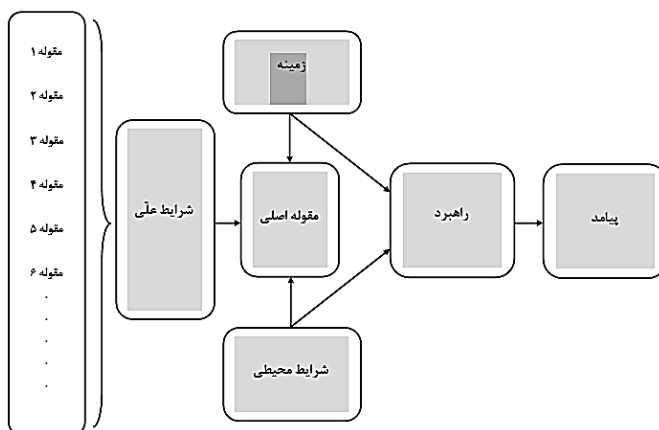 مقوله ۱
مقوله ۲
مقوله ۳
مقوله ۴
مقوله ۵
مقوله ۶
.
.
.
.
.
شرایط علّی
زمینه
مقوله اصلی
شرایط محیطی
راهبرد
پیامد